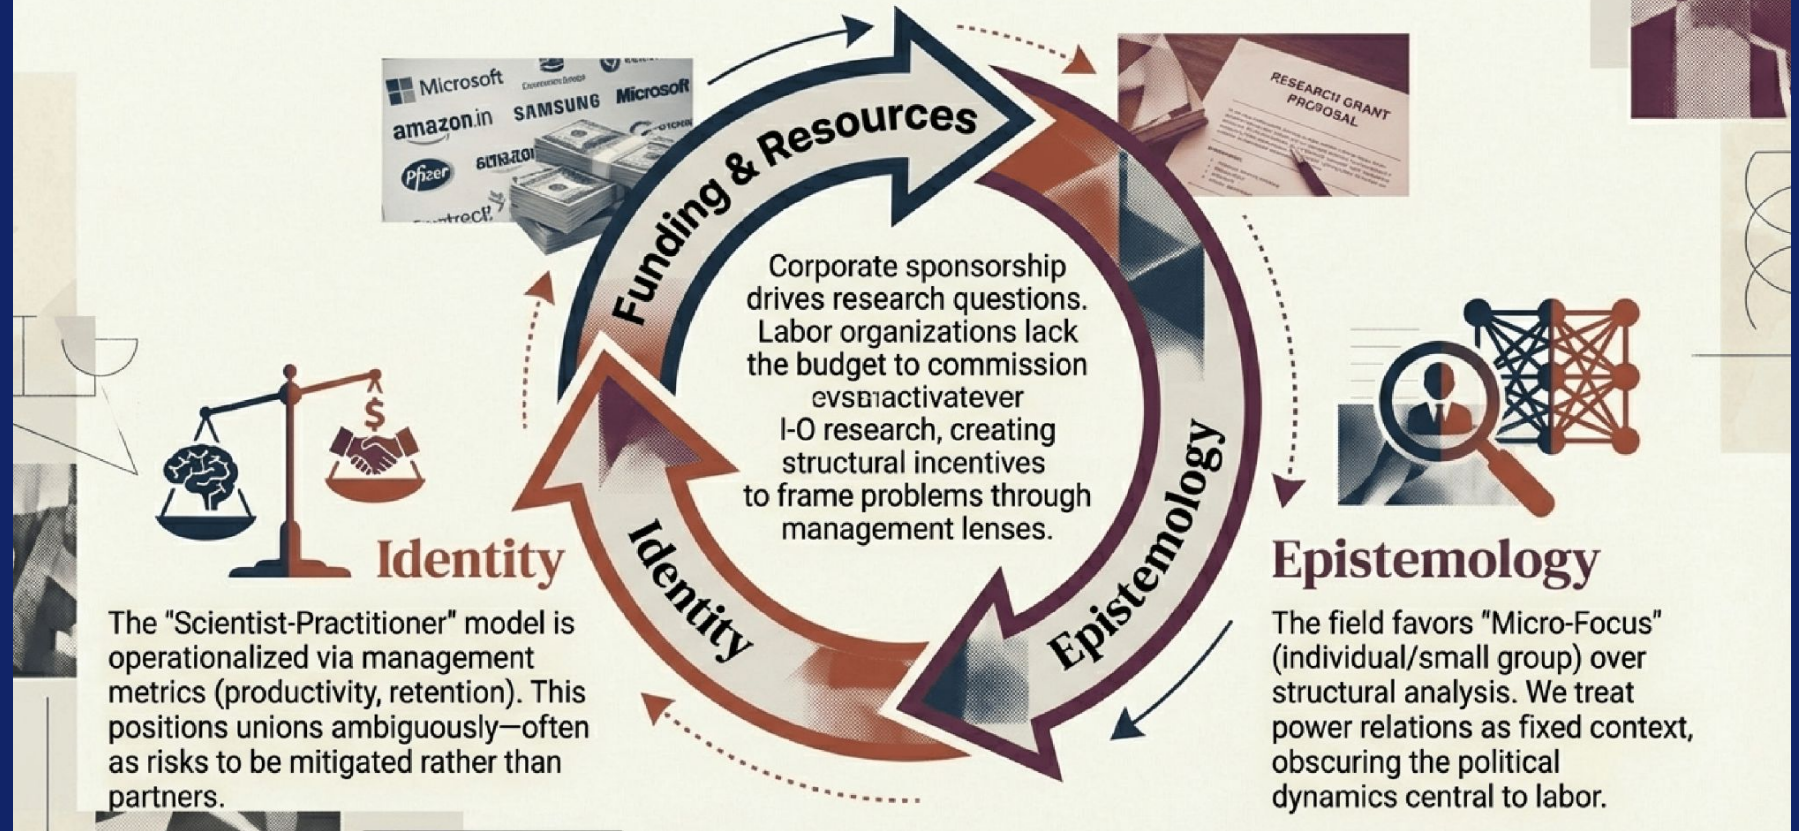 Microsoft
SAMSUNG
Microsoft
amazon.in
Pfizer
RESEARCH GRANT
PROPOSAL
Funding & Resources
Corporate sponsorship
drives research questions.
Labor organizations lack
the budget to commission
I-O research, creating
structural incentives
to frame problems through
management lenses.
$
Identity
Epistemology
Identity
The "Scientist-Practitioner" model is
operationalized via management
metrics (productivity, retention). This
positions unions ambiguously—often
as risks to be mitigated rather than
partners.
Epistemology
The field favors "Micro-Focus"
(individual/small group) over
structural analysis. We treat
power relations as fixed context,
obscuring the political
dynamics central to labor.